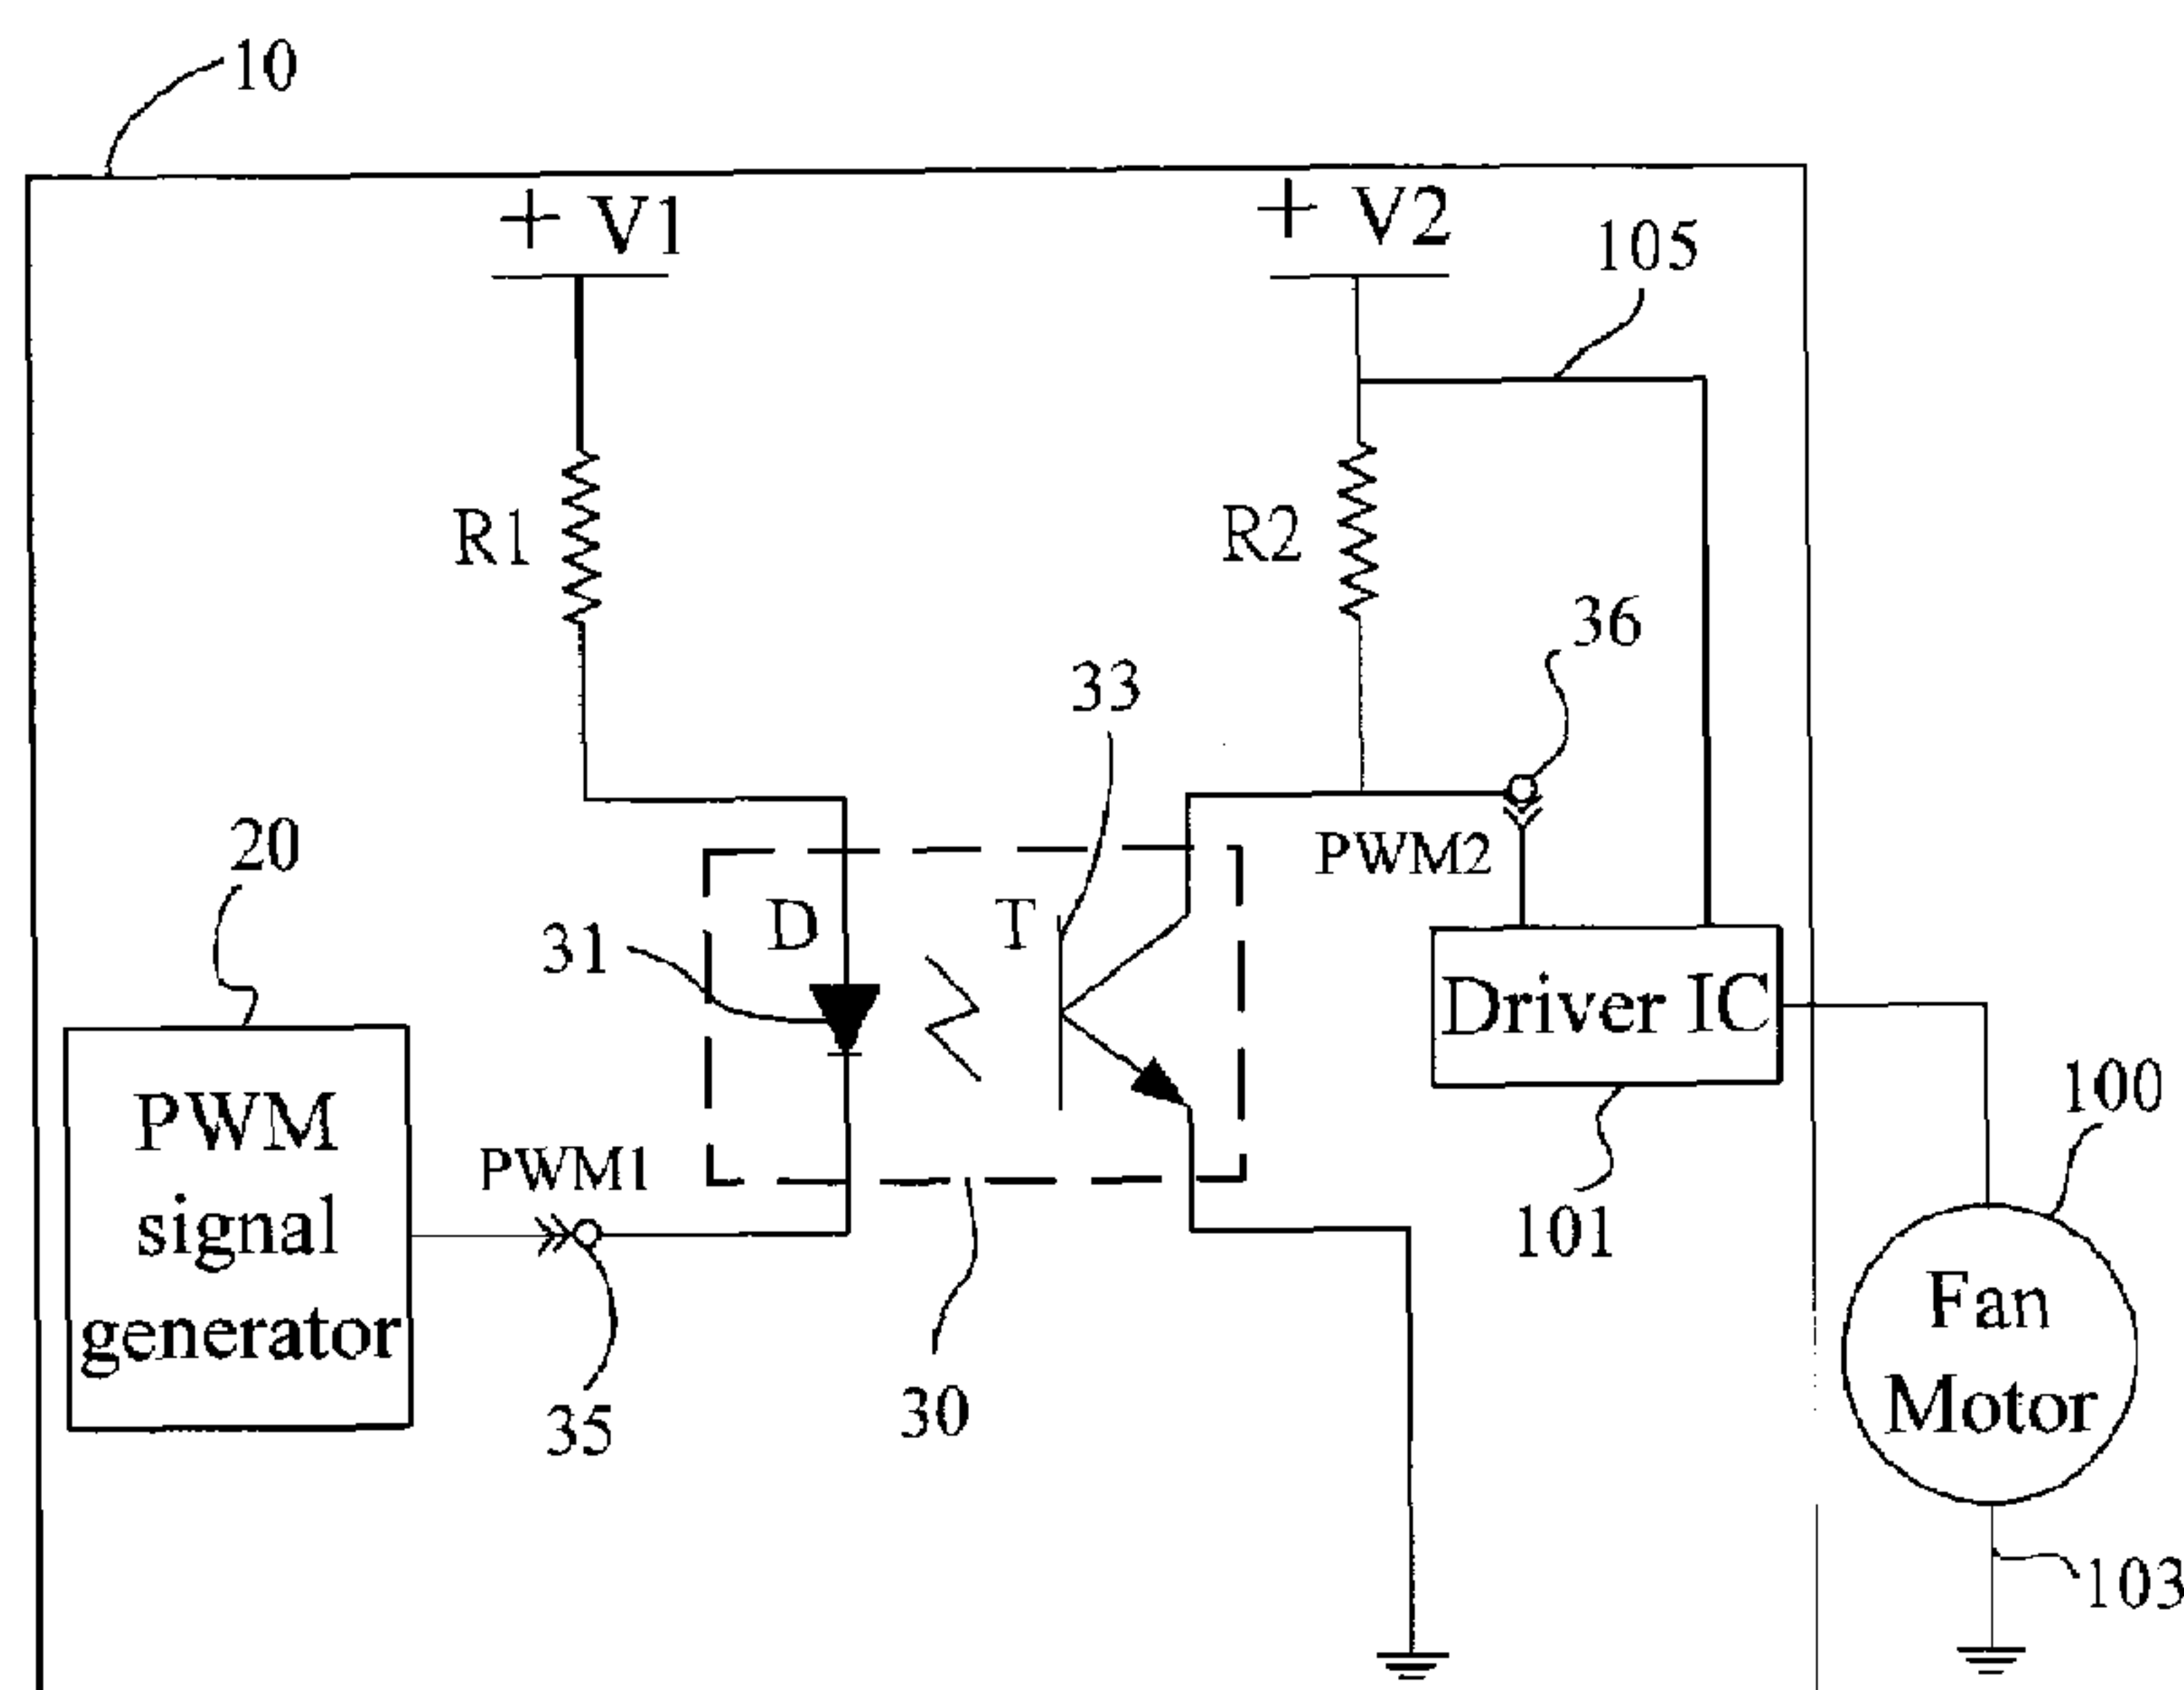 10
+ V1
+ V2
105
R1
R2
36
33
20
PWM2
D
T
31
Driver IC
100
PWM
signal
generator
PWM1
101
Fan
Motor
35
30
103